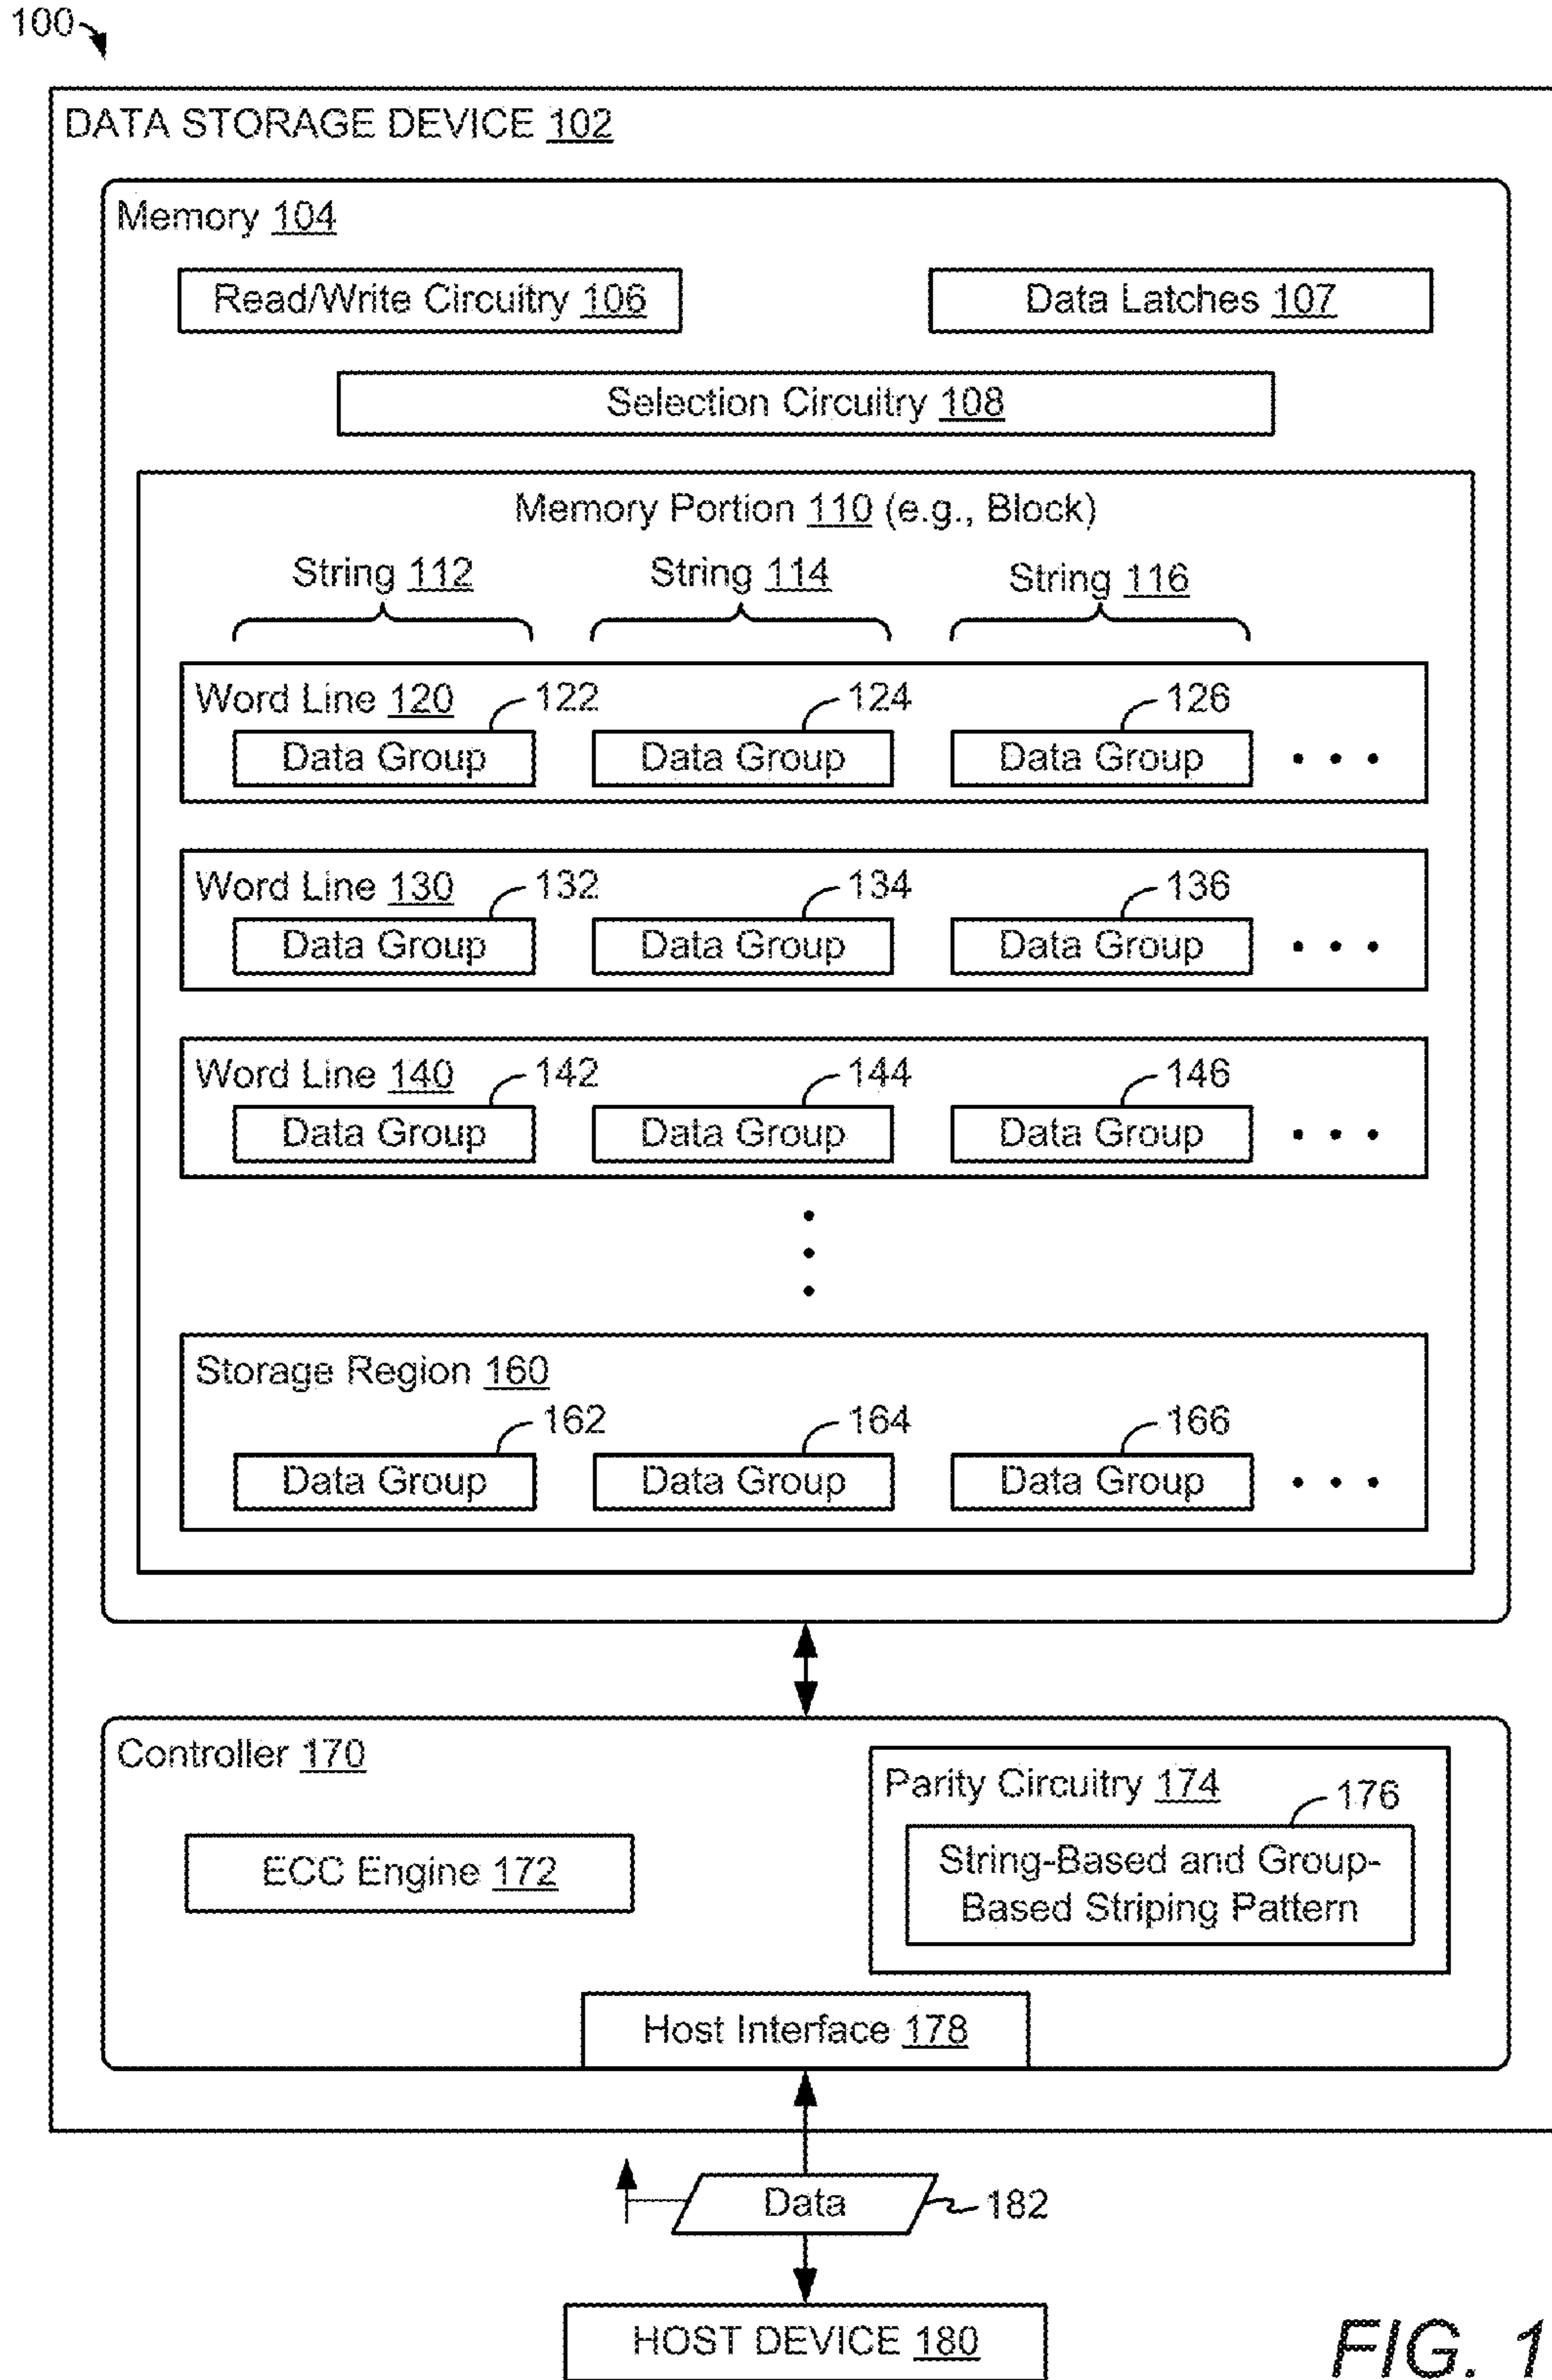 100
DATA STORAGE DEVICE 102
Memory 104
Read/Write Circuitry 106
Data Latches 107
Selection Circuitry 108
Memory Portion 110 (e.g., Block)
String 112 String 114 String 116
Word Line 120 122 124 126
Data Group Data Group Data Group • • •
Word Line 130 132 134 136
Data Group Data Group Data Group • • •
Word Line 140 142 144 146
Data Group Data Group Data Group • • •
Storage Region 160
162 164 166
Data Group Data Group Data Group • • •
Controller 170
Parity Circuitry 174
176
ECC Engine 172
String-Based and Group-
Based Striping Pattern
Host Interface 178
Data 182
HOST DEVICE 180
FIG. 1